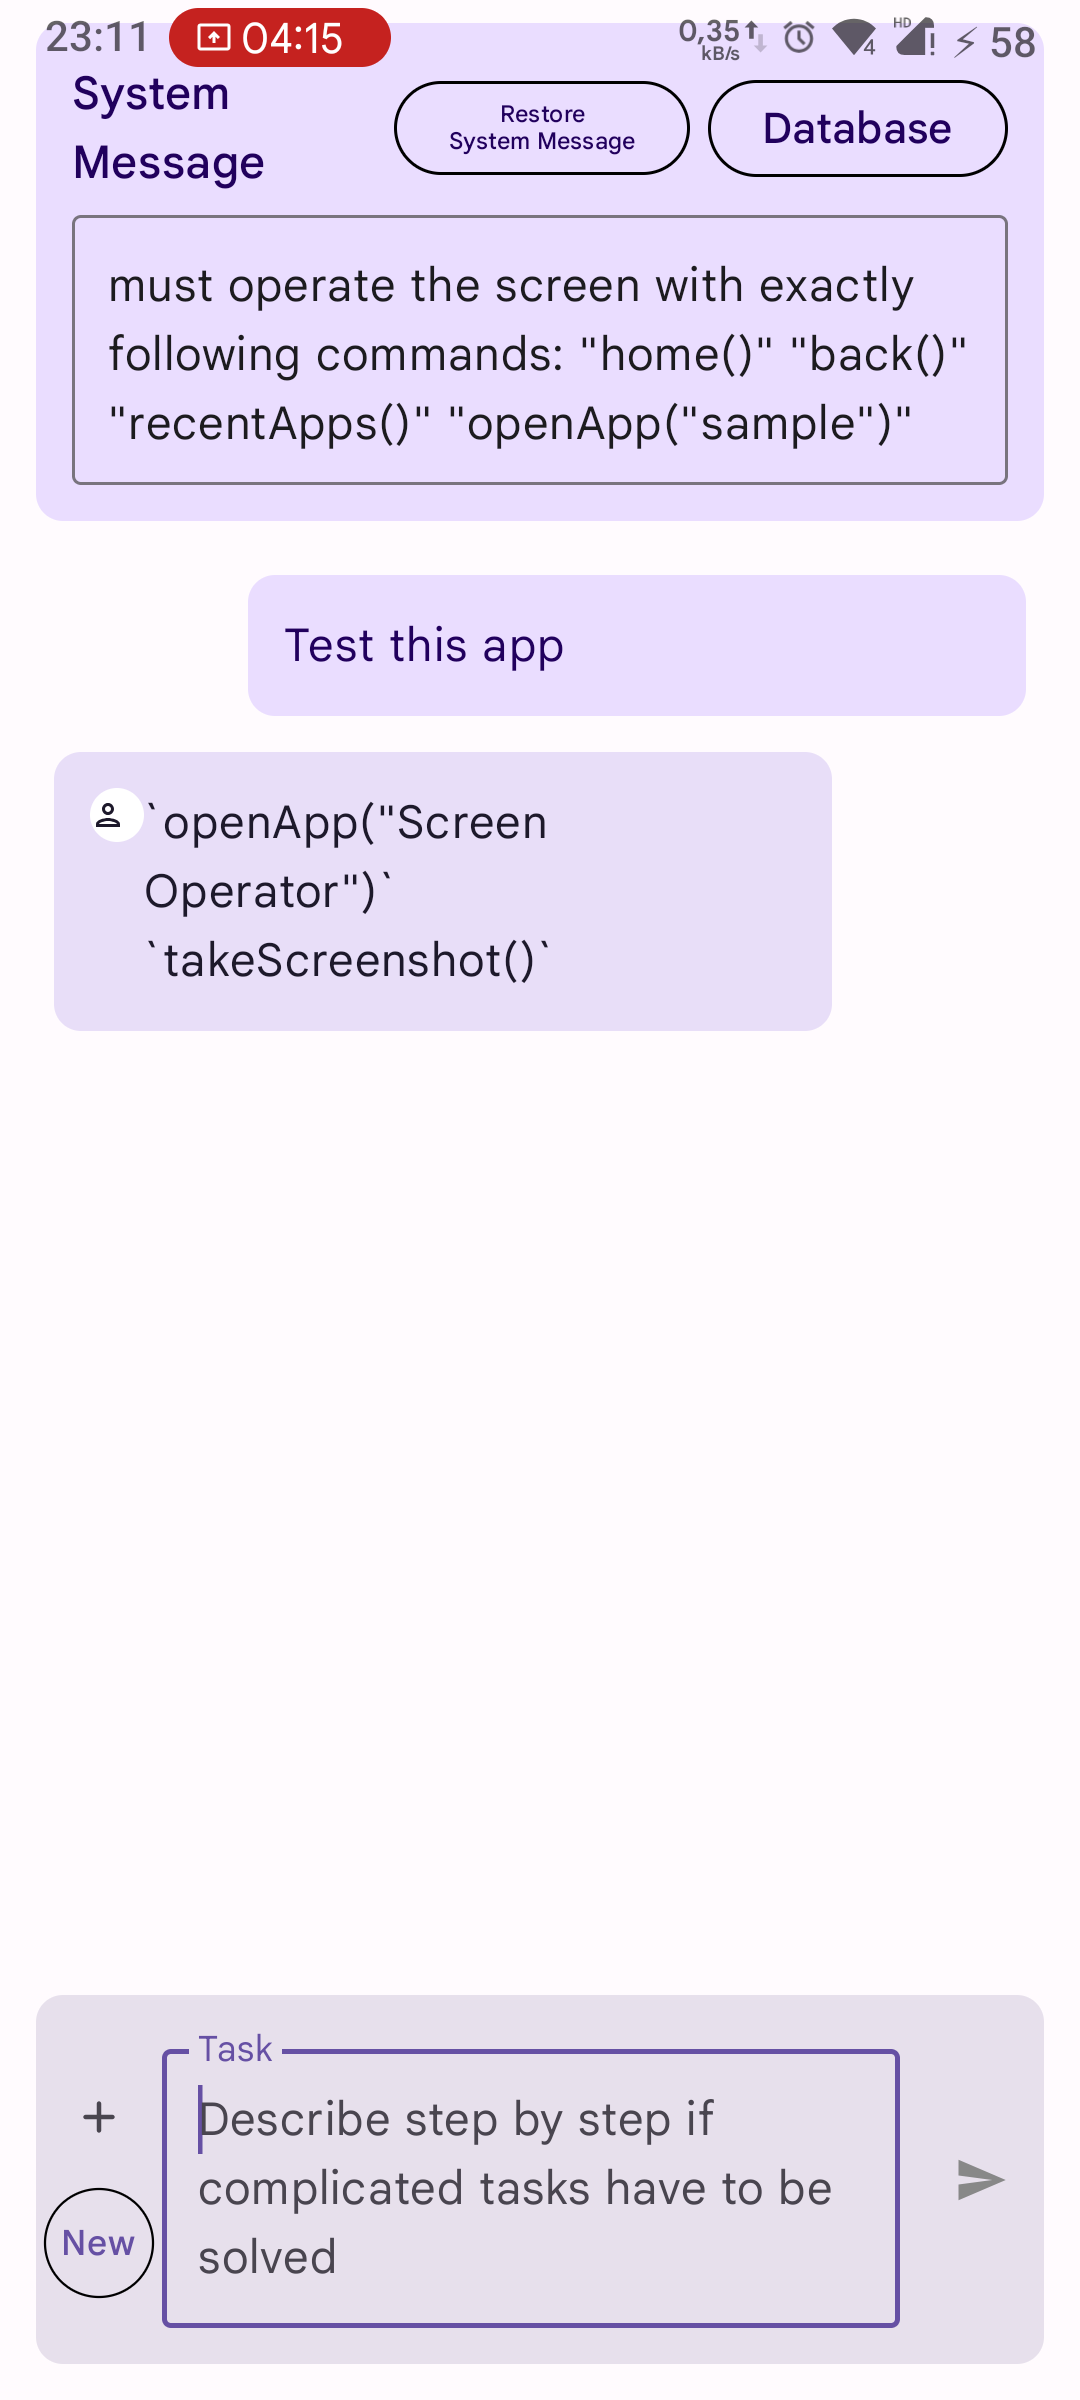 23:11 04:15 0,35 kB/s 4 HD ! 58
System
Message
Restore
System Message
Database
must operate the screen with exactly
following commands: "home()" "back()"
"recentApps()" "openApp("sample")"
Test this app
`openApp("Screen
Operator")`
`takeScreenshot()`
Task
Describe step by step if
complicated tasks have to be
solved
New